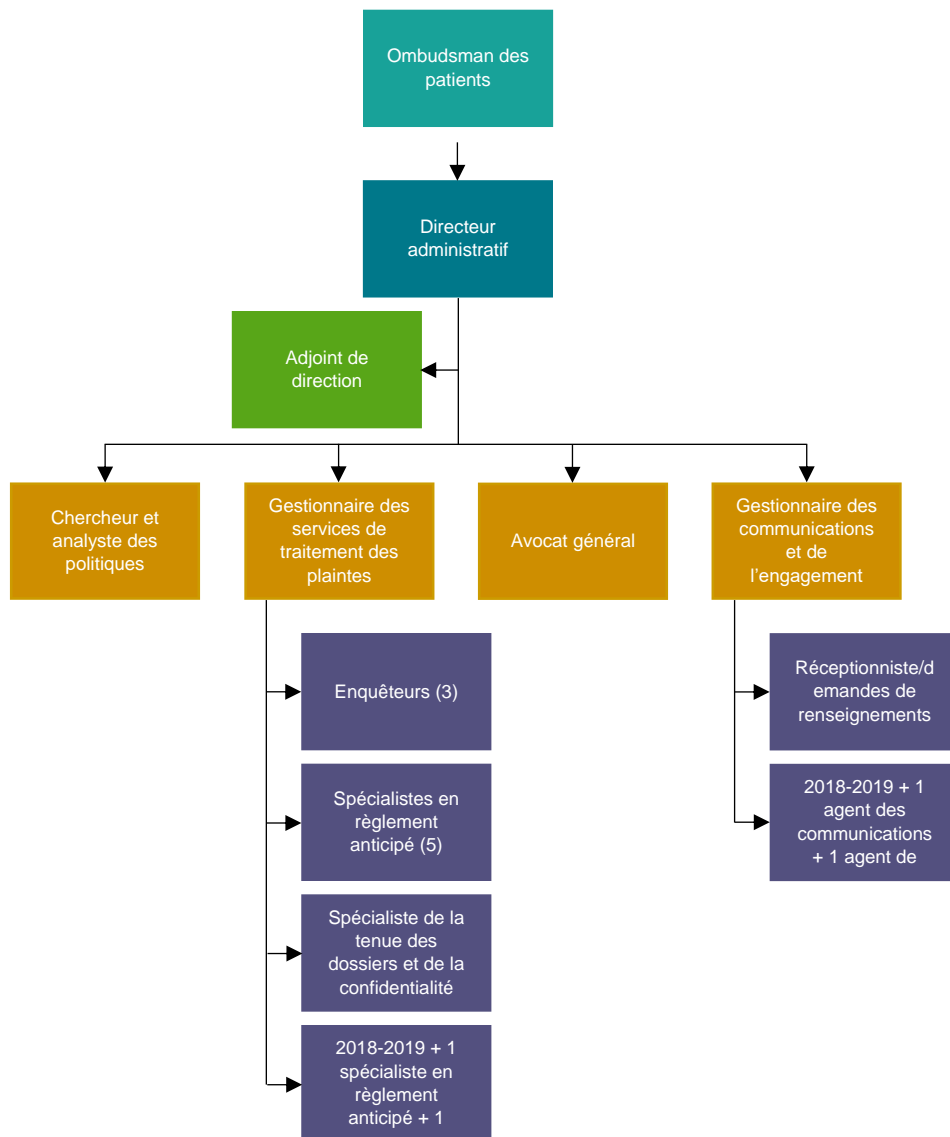 Ombudsman des
patients
Directeur
administratif
Adjoint de
direction
Chercheur et
analyste des
politiques
Gestionnaire des
services de
traitement des
plaintes
Avocat général
Gestionnaire des
communications
et de
l’engagement
Enquêteurs (3)
Spécialistes en
règlement
anticipé (5)
Spécialiste de la
tenue des
dossiers et de la
confidentialité
2018-2019 + 1
spécialiste en
règlement
anticipé + 1
Réceptionniste/d
emandes de
renseignements
2018-2019 + 1
agent des
communications
+ 1 agent de